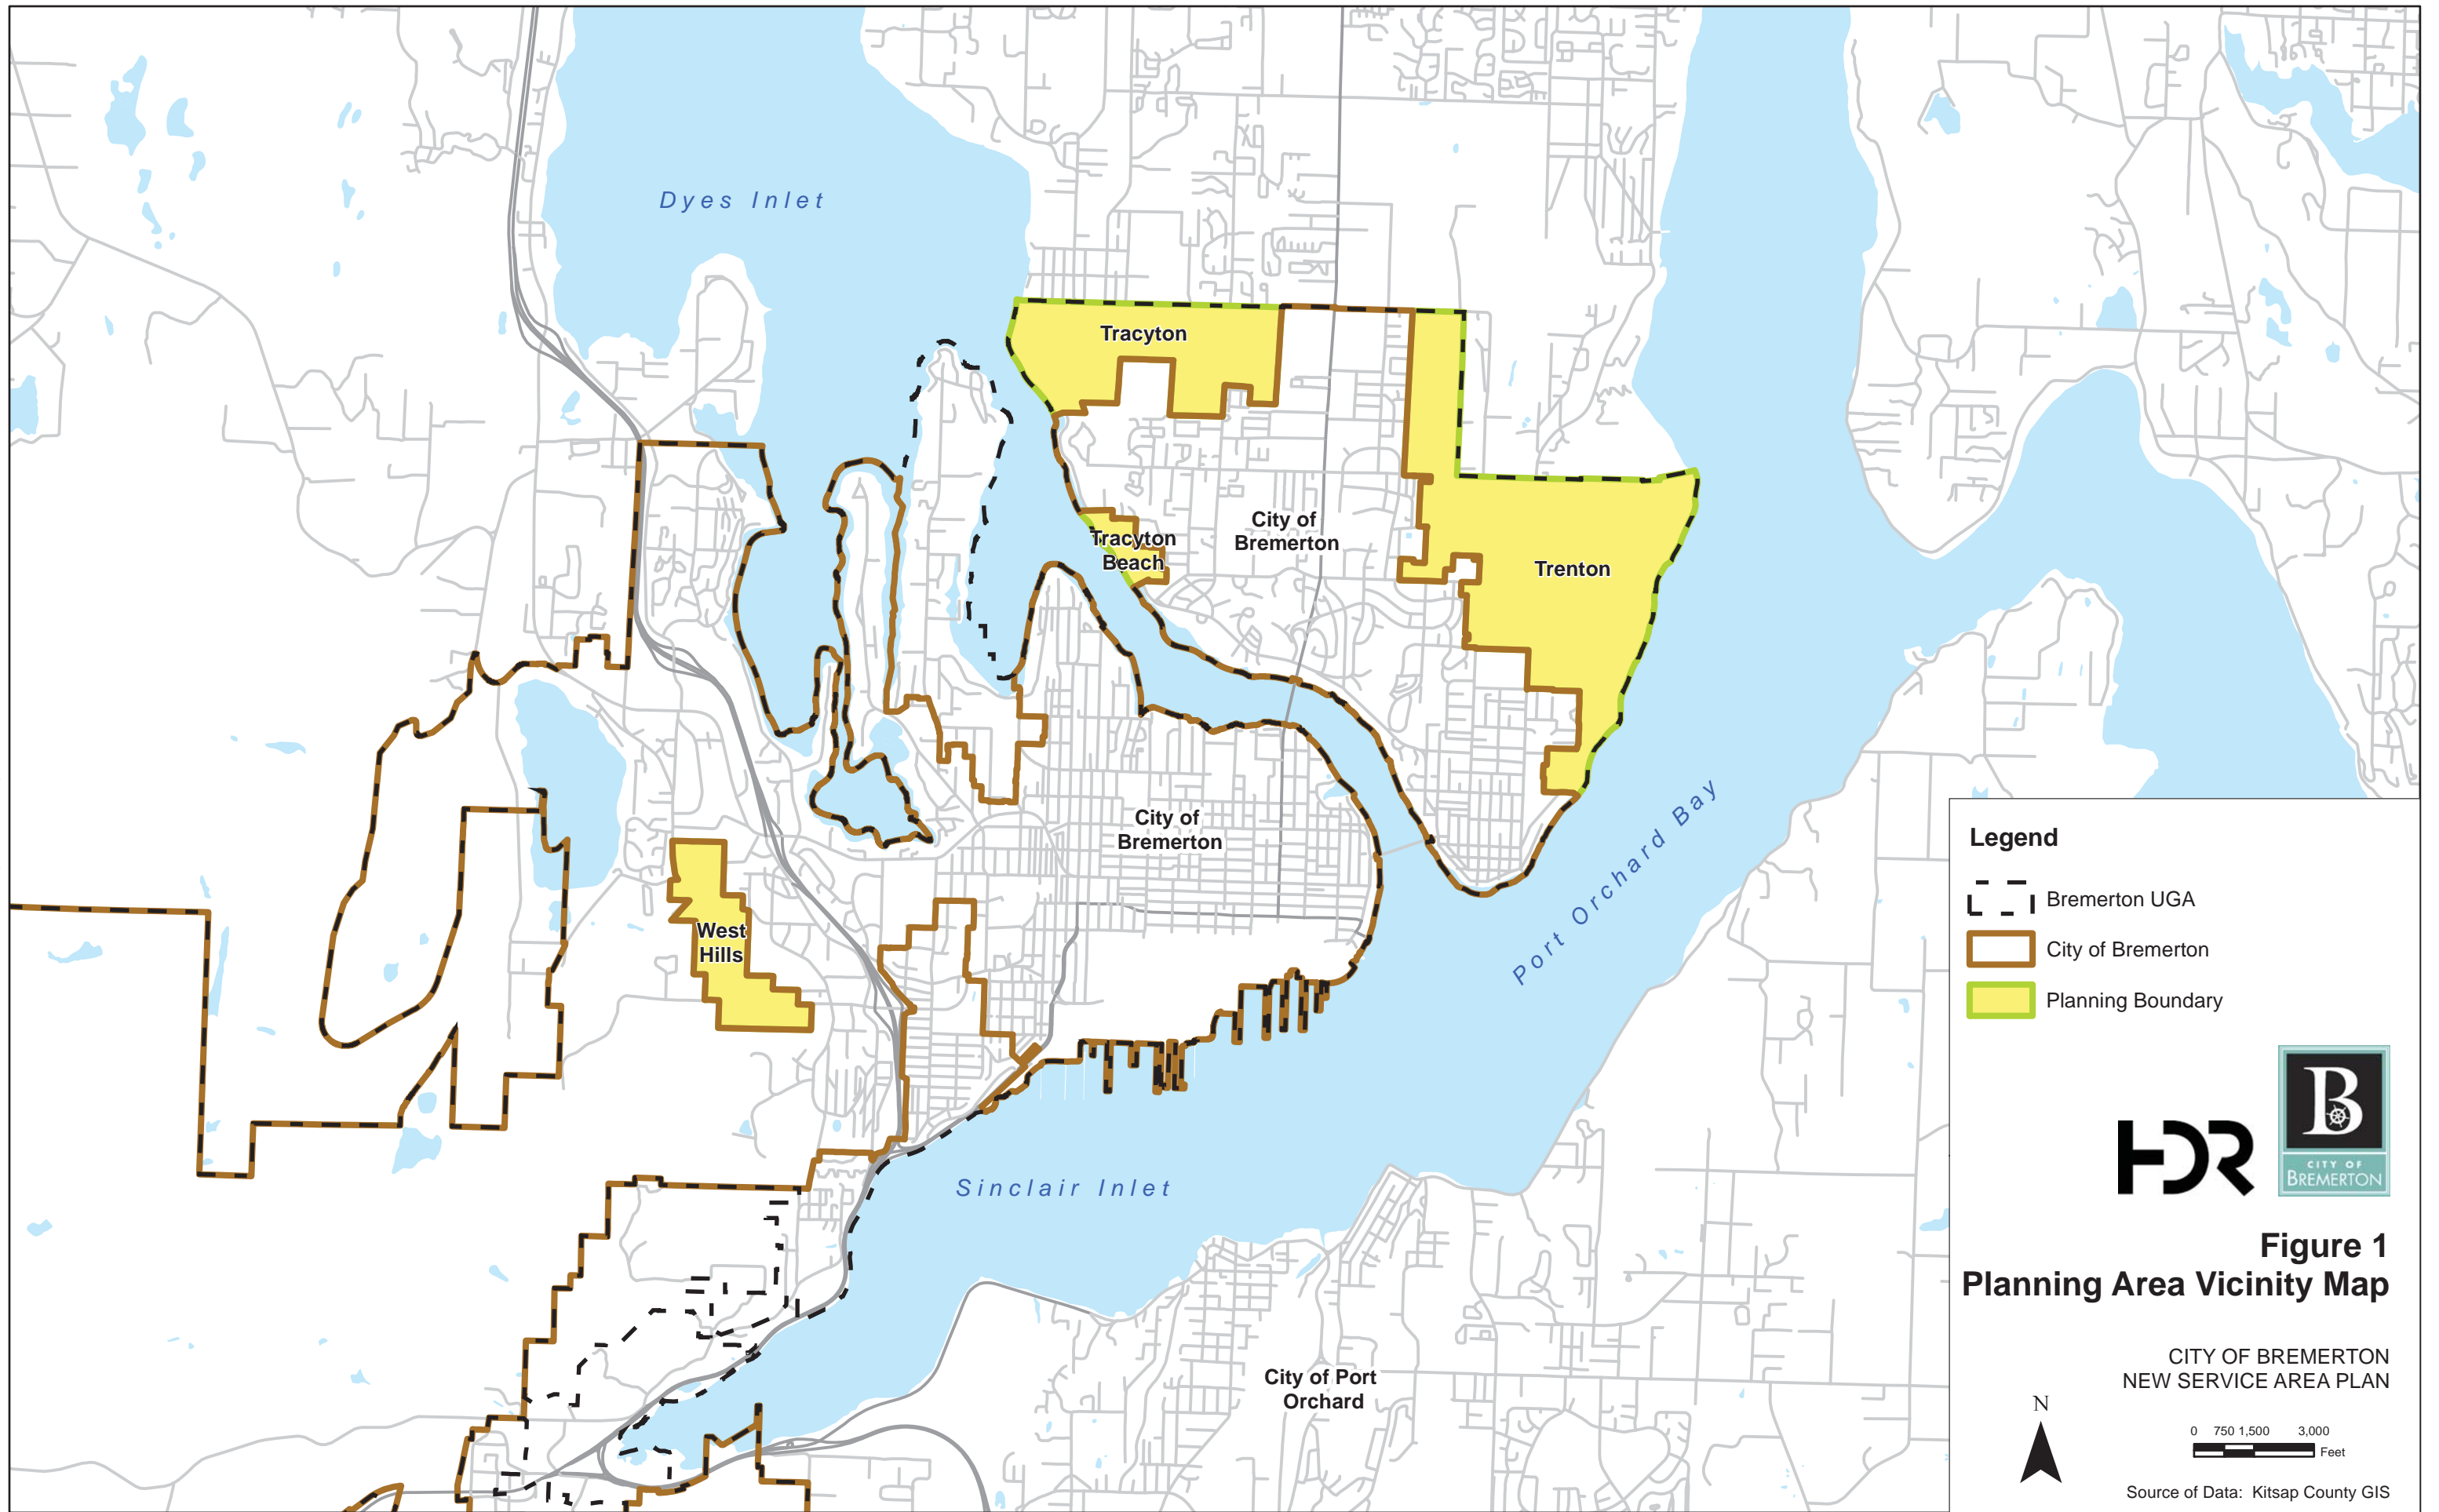 Dyes Inlet
Tracyton
Tracyton
Beach
City of
Bremerton
Trenton
City of
Bremerton
West
Hills
Port Orchard Bay
Sinclair Inlet
City of Port
Orchard
Legend
Bremerton UGA
City of Bremerton
Planning Boundary
HDR
B
CITY OF
BREMERTON
Figure 1
Planning Area Vicinity Map
CITY OF BREMERTON
NEW SERVICE AREA PLAN
N
0 750 1,500 3,000
Feet
Source of Data: Kitsap County GIS